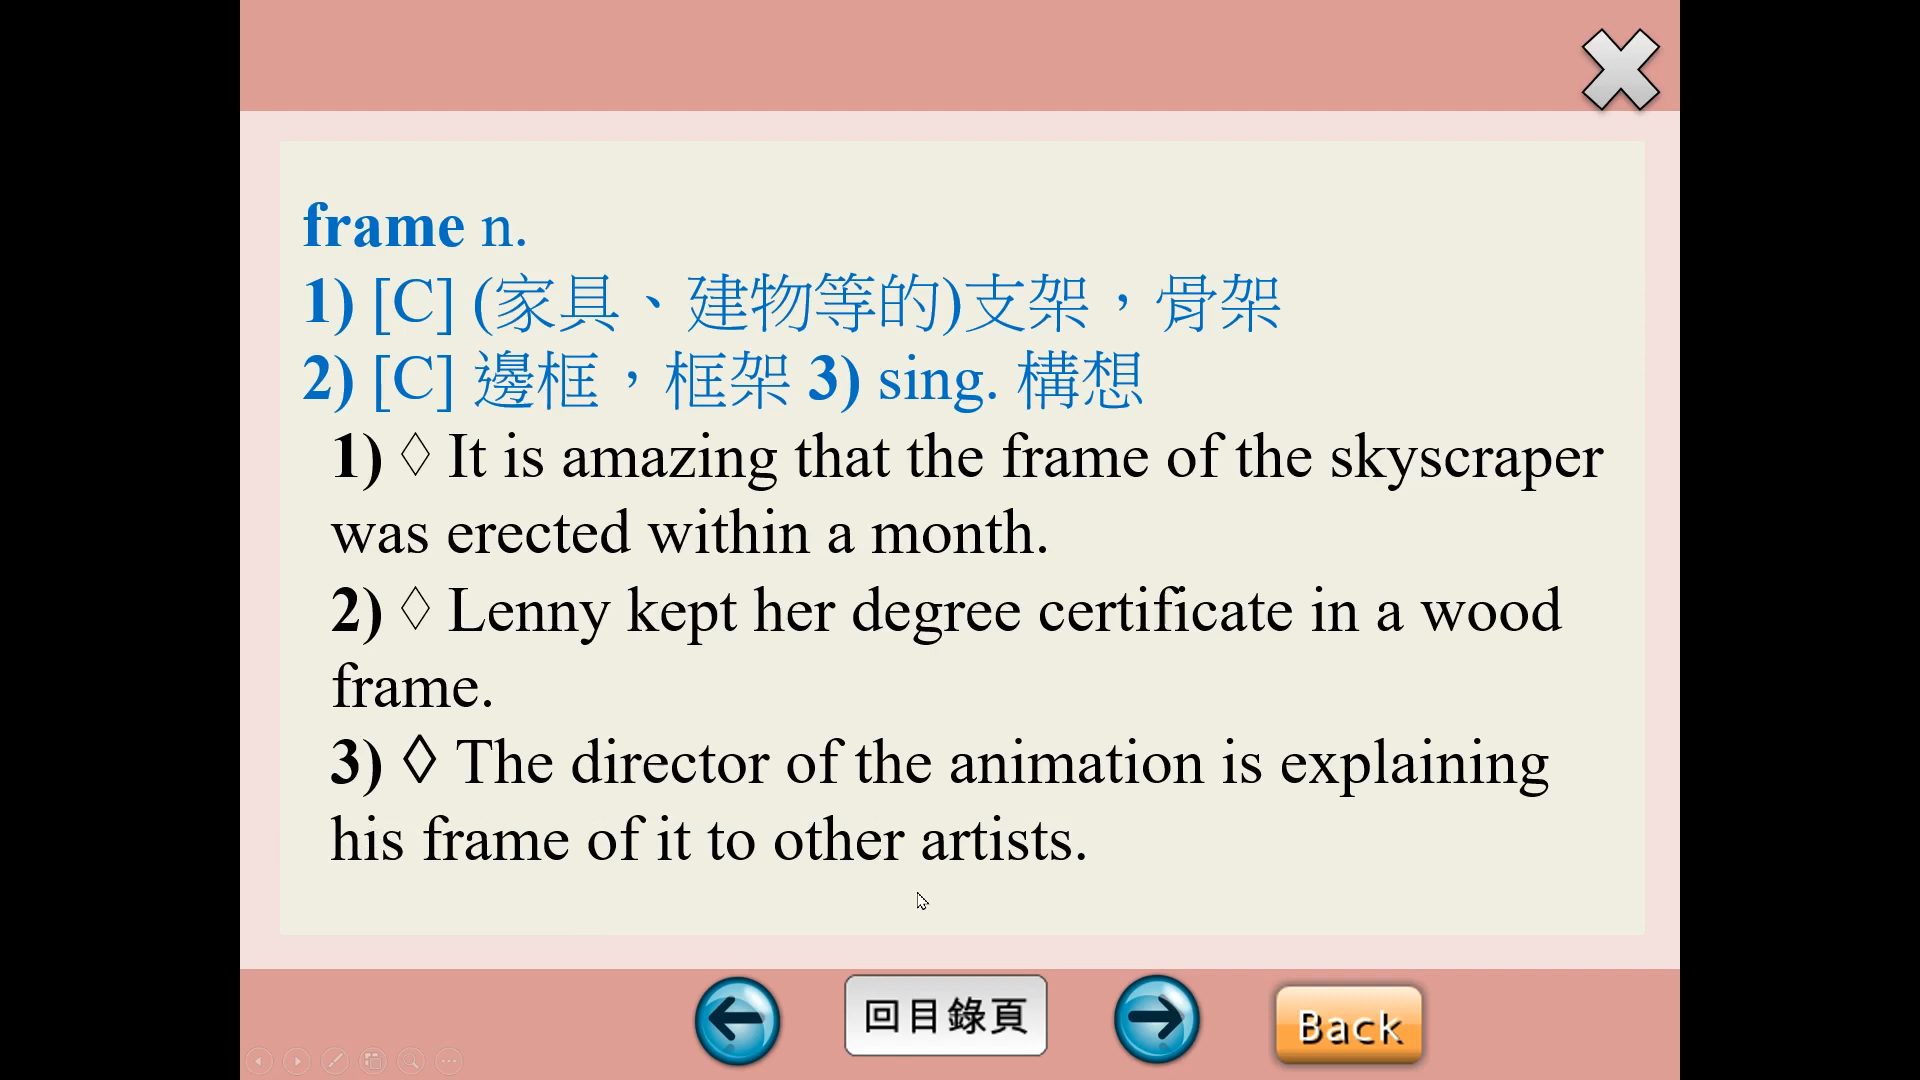 frame n.
1) [C] (家具、建物等的)支架，骨架
2) [C] 邊框，框架 3) sing. 構想
1) ◊ It is amazing that the frame of the skyscraper
was erected within a month.
2) ◊ Lenny kept her degree certificate in a wood
frame.
3) ◊ The director of the animation is explaining
his frame of it to other artists.
回目錄頁
Back